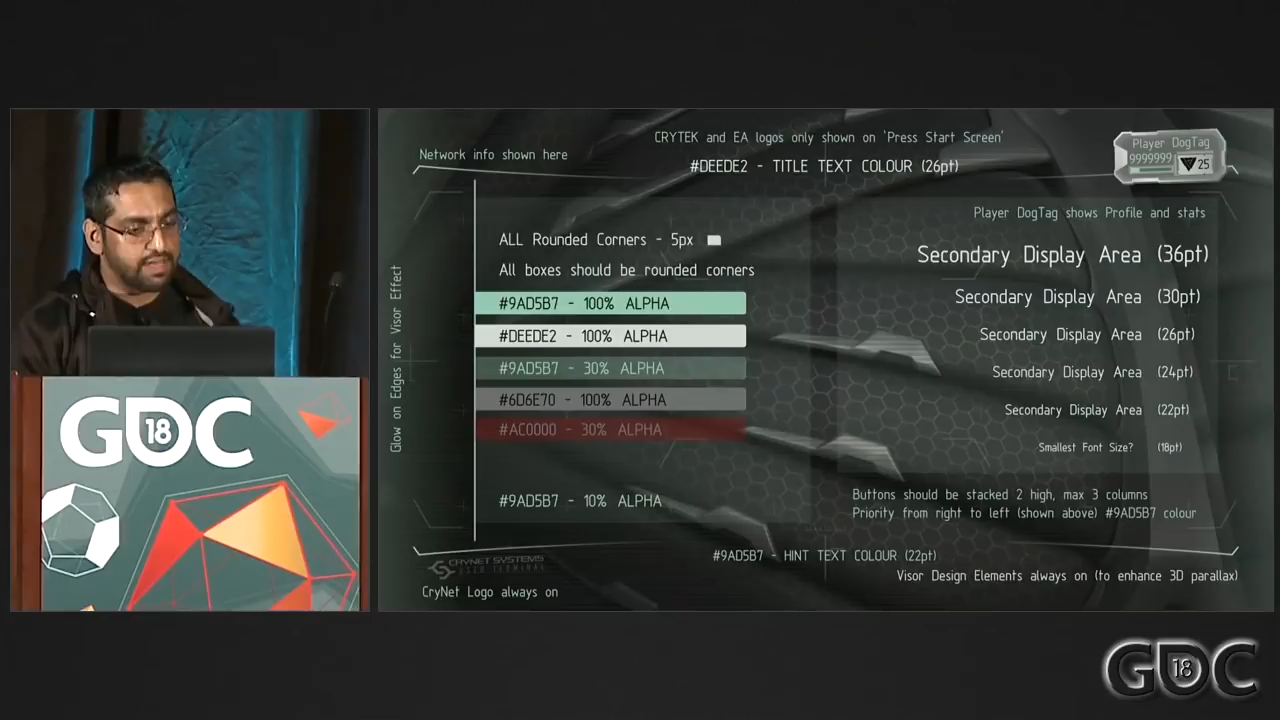 CRYTEK and EA logos only shown on 'Press Start Screen'
Network info shown here
#DEEDE2 - TITLE TEXT COLOUR (26pt)
Player DogTag
9999999
25
Player DogTag shows Profile and stats
Glow on Edges for Visor Effect
ALL Rounded Corners - 5px
All boxes should be rounded corners
#9AD5B7 - 100% ALPHA
#DEEDE2 - 100% ALPHA
#9AD5B7 - 30% ALPHA
#6D6E70 - 100% ALPHA
#AC0000 - 30% ALPHA
#9AD5B7 - 10% ALPHA
Secondary Display Area (36pt)
Secondary Display Area (30pt)
Secondary Display Area (26pt)
Secondary Display Area (24pt)
Secondary Display Area (22pt)
Smallest Font Size? (18pt)
Buttons should be stacked 2 high, max 3 columns
Priority from right to left (shown above) #9AD5B7 colour
#9AD5B7 - HINT TEXT COLOUR (22pt)
Visor Design Elements always on (to enhance 3D parallax)
CRYNET SYSTEMS
USER TERMINAL
CryNet Logo always on
GDC 18
GDC 18